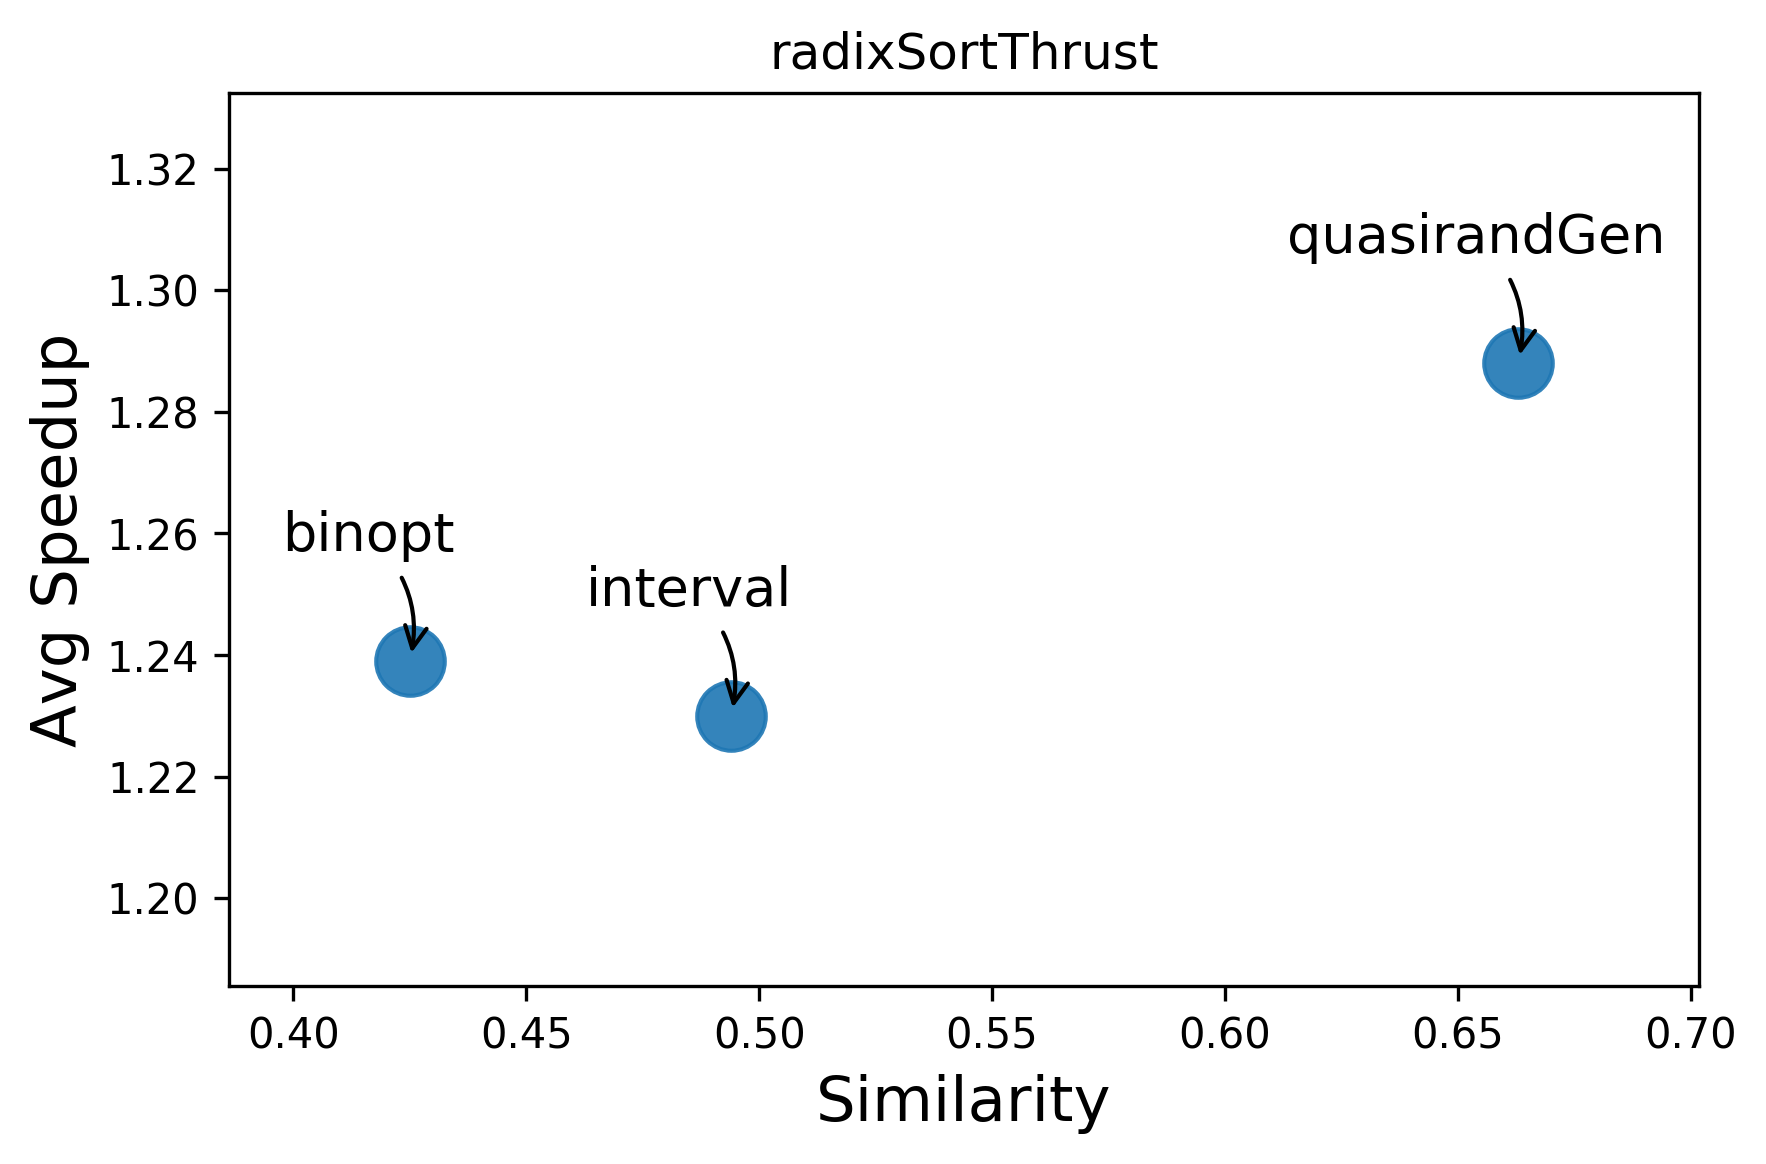 radixSortThrust
Avg Speedup
1.32
1.30
1.28
1.26
1.24
1.22
1.20
quasirandGen
binopt
interval
0.40 0.45 0.50 0.55 0.60 0.65 0.70
Similarity